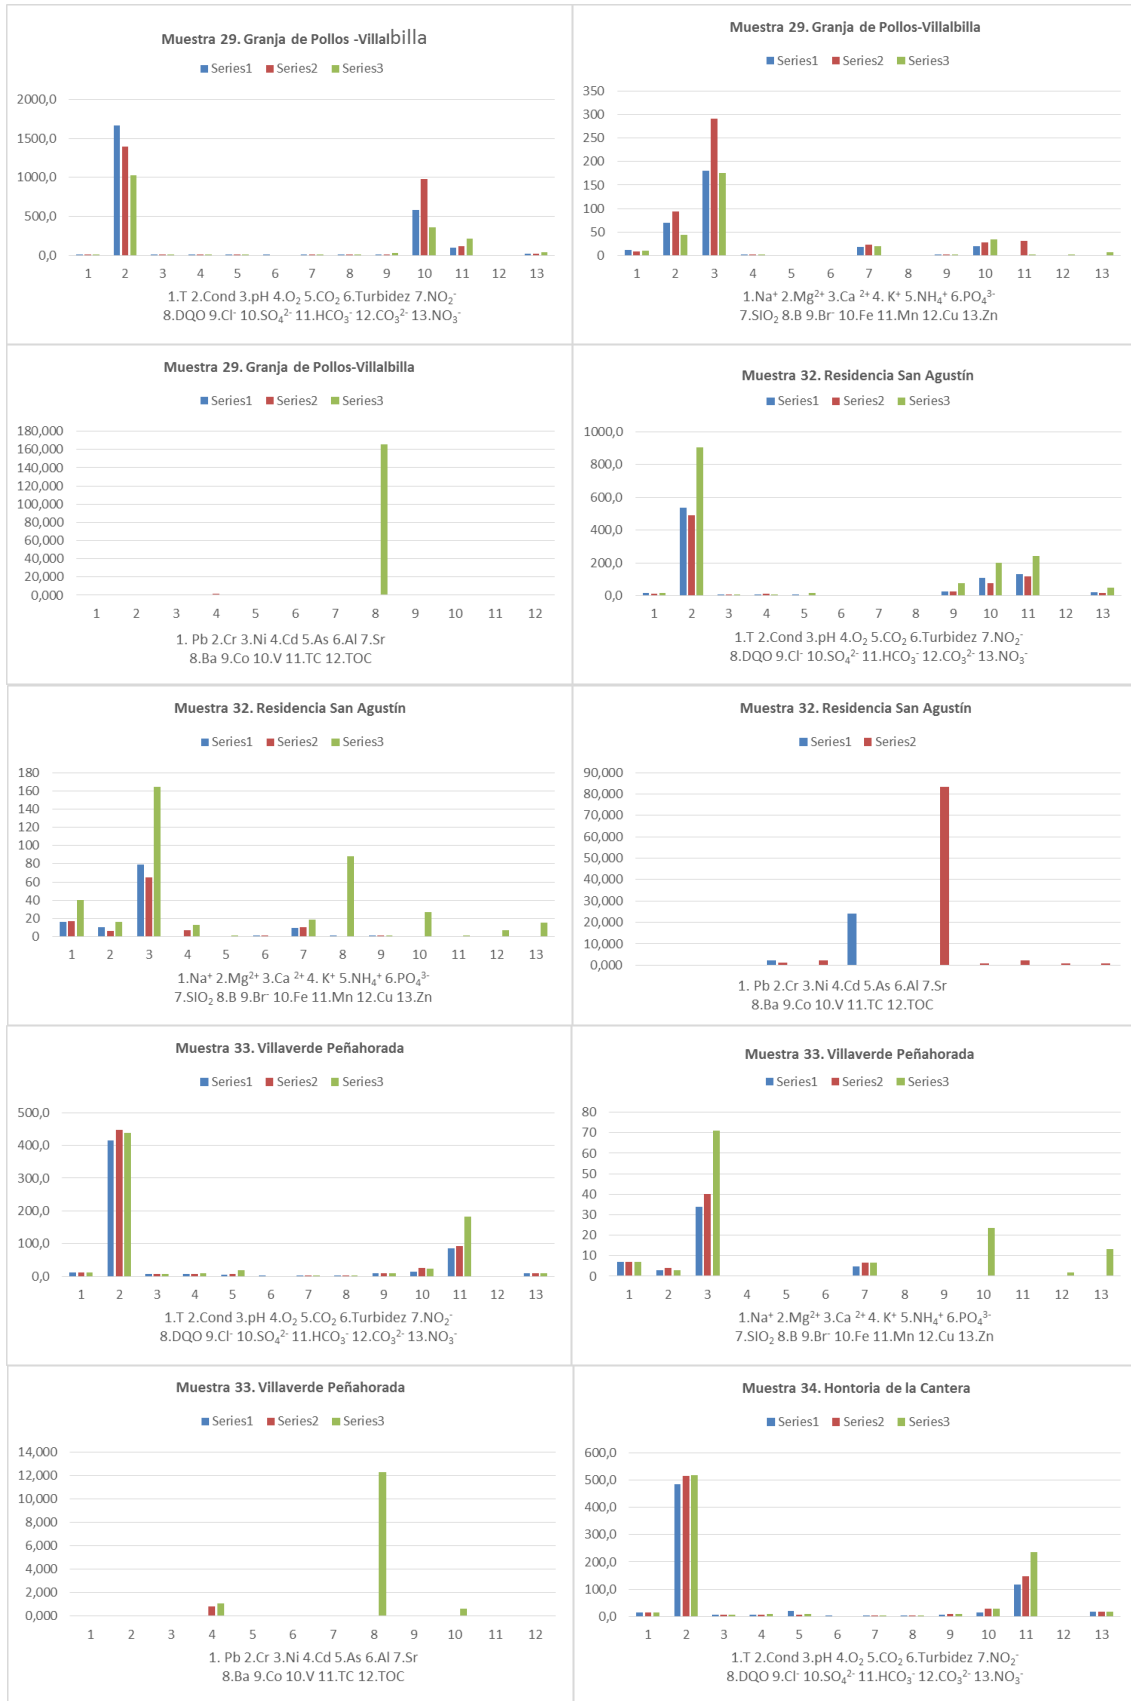 Muestra 29. Granja de Pollos -Villalbilla
Series1 Series2 Series3
2000,0
1500,0
1000,0
500,0
0,0
1 2 3 4 5 6 7 8 9 10 11 12 13
1.T 2.Cond 3.pH 4.O₂ 5.CO₂ 6.Turbidez 7.NO₂⁻
8.DQO 9.Cl⁻ 10.SO₄²⁻ 11.HCO₃⁻ 12.CO₃²⁻ 13.NO₃⁻
Muestra 29. Granja de Pollos-Villalbilla
Series1 Series2 Series3
350
300
250
200
150
100
50
0
1 2 3 4 5 6 7 8 9 10 11 12 13
1.Na⁺ 2.Mg²⁺ 3.Ca ²⁺ 4. K⁺ 5.NH₄⁺ 6.PO₄³⁻
7.SIO₂ 8.B 9.Br⁻ 10.Fe 11.Mn 12.Cu 13.Zn
Muestra 29. Granja de Pollos-Villalbilla
Series1 Series2 Series3
180,000
160,000
140,000
120,000
100,000
80,000
60,000
40,000
20,000
0,000
1 2 3 4 5 6 7 8 9 10 11 12
1. Pb 2.Cr 3.Ni 4.Cd 5.As 6.Al 7.Sr
8.Ba 9.Co 10.V 11.TC 12.TOC
Muestra 32. Residencia San Agustín
Series1 Series2 Series3
1000,0
800,0
600,0
400,0
200,0
0,0
1 2 3 4 5 6 7 8 9 10 11 12 13
1.T 2.Cond 3.pH 4.O₂ 5.CO₂ 6.Turbidez 7.NO₂⁻
8.DQO 9.Cl⁻ 10.SO₄²⁻ 11.HCO₃⁻ 12.CO₃²⁻ 13.NO₃⁻
Muestra 32. Residencia San Agustín
Series1 Series2 Series3
180
160
140
120
100
80
60
40
20
0
1 2 3 4 5 6 7 8 9 10 11 12 13
1.Na⁺ 2.Mg²⁺ 3.Ca ²⁺ 4. K⁺ 5.NH₄⁺ 6.PO₄³⁻
7.SIO₂ 8.B 9.Br⁻ 10.Fe 11.Mn 12.Cu 13.Zn
Muestra 32. Residencia San Agustín
Series1 Series2
90,000
80,000
70,000
60,000
50,000
40,000
30,000
20,000
10,000
0,000
1. Pb 2.Cr 3.Ni 4.Cd 5.As 6.Al 7.Sr
8.Ba 9.Co 10.V 11.TC 12.TOC
Muestra 33. Villaverde Peñahorada
Series1 Series2 Series3
500,0
400,0
300,0
200,0
100,0
0,0
1 2 3 4 5 6 7 8 9 10 11 12 13
1.T 2.Cond 3.pH 4.O₂ 5.CO₂ 6.Turbidez 7.NO₂⁻
8.DQO 9.Cl⁻ 10.SO₄²⁻ 11.HCO₃⁻ 12.CO₃²⁻ 13.NO₃⁻
Muestra 33. Villaverde Peñahorada
Series1 Series2 Series3
80
70
60
50
40
30
20
10
0
1 2 3 4 5 6 7 8 9 10 11 12 13
1.Na⁺ 2.Mg²⁺ 3.Ca ²⁺ 4. K⁺ 5.NH₄⁺ 6.PO₄³⁻
7.SIO₂ 8.B 9.Br⁻ 10.Fe 11.Mn 12.Cu 13.Zn
Muestra 33. Villaverde Peñahorada
Series1 Series2 Series3
14,000
12,000
10,000
8,000
6,000
4,000
2,000
0,000
1 2 3 4 5 6 7 8 9 10 11 12
1. Pb 2.Cr 3.Ni 4.Cd 5.As 6.Al 7.Sr
8.Ba 9.Co 10.V 11.TC 12.TOC
Muestra 34. Hontoria de la Cantera
Series1 Series2 Series3
600,0
500,0
400,0
300,0
200,0
100,0
0,0
1 2 3 4 5 6 7 8 9 10 11 12 13
1.T 2.Cond 3.pH 4.O₂ 5.CO₂ 6.Turbidez 7.NO₂⁻
8.DQO 9.Cl⁻ 10.SO₄²⁻ 11.HCO₃⁻ 12.CO₃²⁻ 13.NO₃⁻